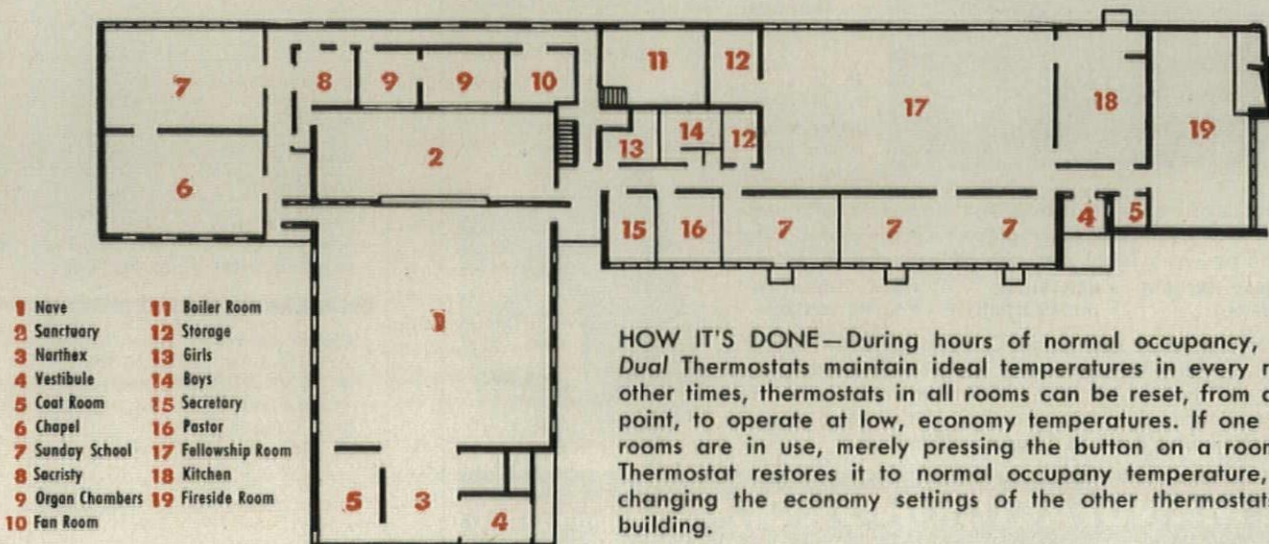 7
8
9
9
10
11
12
17
18
19
6
2
13
14
12
15
16
7
7
7
4
5
1
5
3
4
1 Nave
2 Sanctuary
3 Narthex
4 Vestibule
5 Coat Room
6 Chapel
7 Sunday School
8 Sacristy
9 Organ Chambers
10 Fan Room
11 Boiler Room
12 Storage
13 Girls
14 Boys
15 Secretary
16 Pastor
17 Fellowship Room
18 Kitchen
19 Fireside Room
HOW IT'S DONE—During hours of normal occupancy,
Dual Thermostats maintain ideal temperatures in every
other times, thermostats in all rooms can be reset, from
point, to operate at low, economy temperatures. If one
rooms are in use, merely pressing the button on a
Thermostat restores it to normal occupany temperature,
changing the economy settings of the other
building.